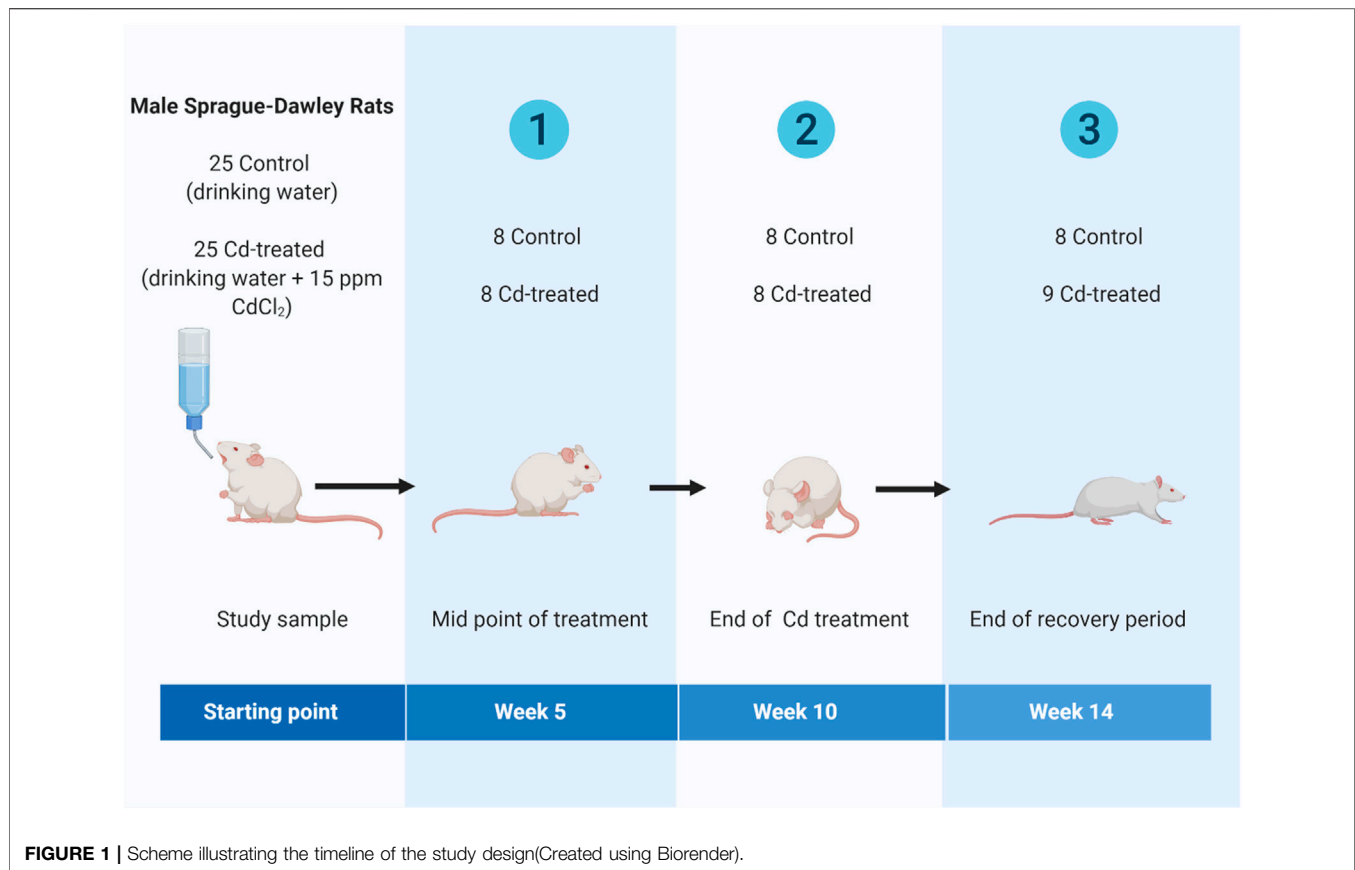 Male Sprague-Dawley Rats
25 Control
(drinking water)
25 Cd-treated
(drinking water + 15 ppm
CdCl₂)
1
8 Control
8 Cd-treated
2
8 Control
8 Cd-treated
3
8 Control
9 Cd-treated
Study sample
Mid point of treatment
End of Cd treatment
End of recovery period
Starting point
Week 5
Week 10
Week 14
FIGURE 1 | Scheme illustrating the timeline of the study design(Created using Biorender).